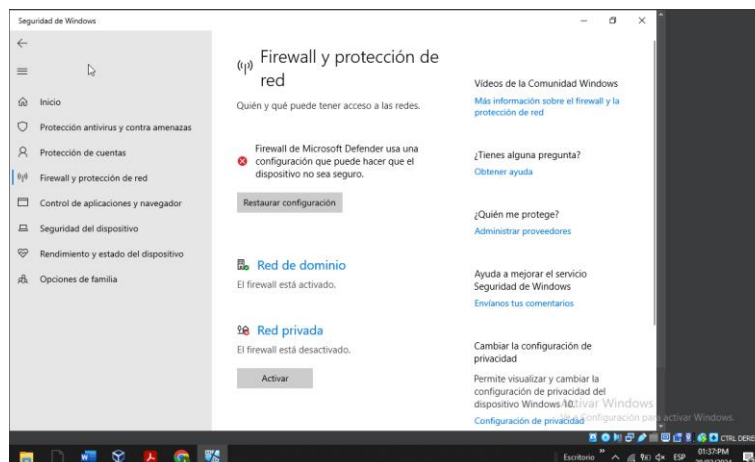 Seguridad de Windows
Inicio
Protección antivirus y contra amenazas
Protección de cuentas
Firewall y protección de red
Control de aplicaciones y navegador
Seguridad del dispositivo
Rendimiento y estado del dispositivo
Opciones de familia
Firewall y protección de
red
Quién y qué puede tener acceso a las redes.
Firewall de Microsoft Defender usa una
configuración que puede hacer que el
dispositivo no sea seguro.
Restaurar configuración
Red de dominio
El firewall está activado.
Red privada
El firewall está desactivado.
Activar
Vídeos de la Comunidad Windows
Más información sobre el firewall y la
protección de red
¿Tienes alguna pregunta?
Obtener ayuda
¿Quién me protege?
Administrar proveedores
Ayuda a mejorar el servicio
Seguridad de Windows
Envíanos tus comentarios
Cambiar la configuración de
privacidad
Permite visualizar y cambiar la
configuración de privacidad del
dispositivo Windows 10.
Configuración de privacidad
Activar Windows
Ve a Configuración para activar Windows.
CTRL DERE
Escritorio
ESP
01:37 PM